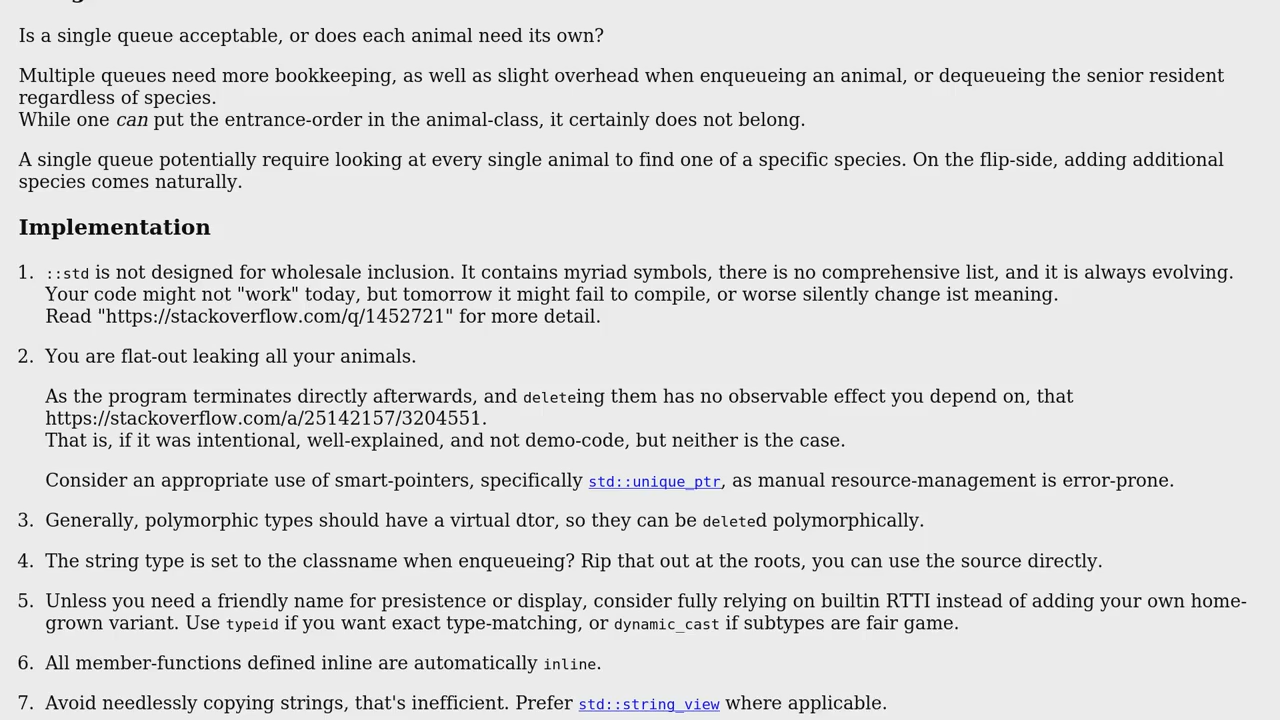 Is a single queue acceptable, or does each animal need its own?
Multiple queues need more bookkeeping, as well as slight overhead when enqueueing an animal, or dequeueing the senior resident
regardless of species.
While one can put the entrance-order in the animal-class, it certainly does not belong.
A single queue potentially require looking at every single animal to find one of a specific species. On the flip-side, adding additional
species comes naturally.
Implementation
1. ::std is not designed for wholesale inclusion. It contains myriad symbols, there is no comprehensive list, and it is always evolving.
Your code might not "work" today, but tomorrow it might fail to compile, or worse silently change ist meaning.
Read "https://stackoverflow.com/q/1452721" for more detail.
2. You are flat-out leaking all your animals.
As the program terminates directly afterwards, and deleteing them has no observable effect you depend on, that
https://stackoverflow.com/a/25142157/3204551.
That is, if it was intentional, well-explained, and not demo-code, but neither is the case.
Consider an appropriate use of smart-pointers, specifically std::unique_ptr, as manual resource-management is error-prone.
3. Generally, polymorphic types should have a virtual dtor, so they can be deleted polymorphically.
4. The string type is set to the classname when enqueueing? Rip that out at the roots, you can use the source directly.
5. Unless you need a friendly name for presistence or display, consider fully relying on builtin RTTI instead of adding your own home-
grown variant. Use typeid if you want exact type-matching, or dynamic_cast if subtypes are fair game.
6. All member-functions defined inline are automatically inline.
7. Avoid needlessly copying strings, that's inefficient. Prefer std::string_view where applicable.